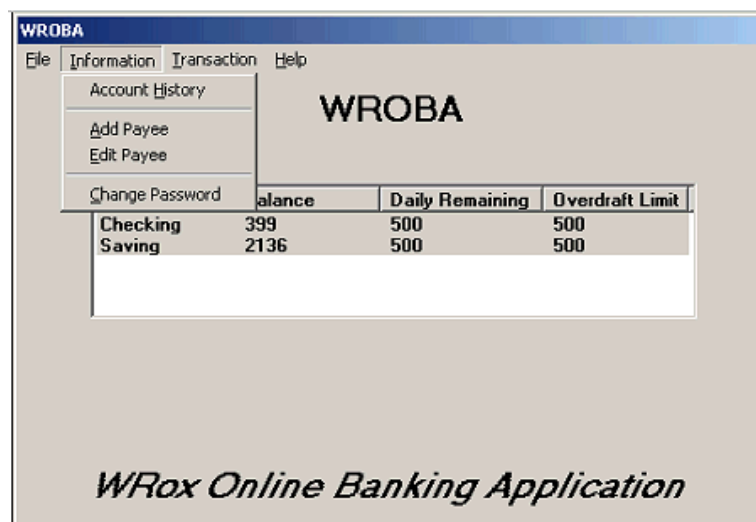 WROBA
File Information Transaction Help
Account History
WROBA
Add Payee
Edit Payee
Change Password
alance Daily Remaining Overdraft Limit
Checking 399 500 500
Saving 2136 500 500
WRox Online Banking Application